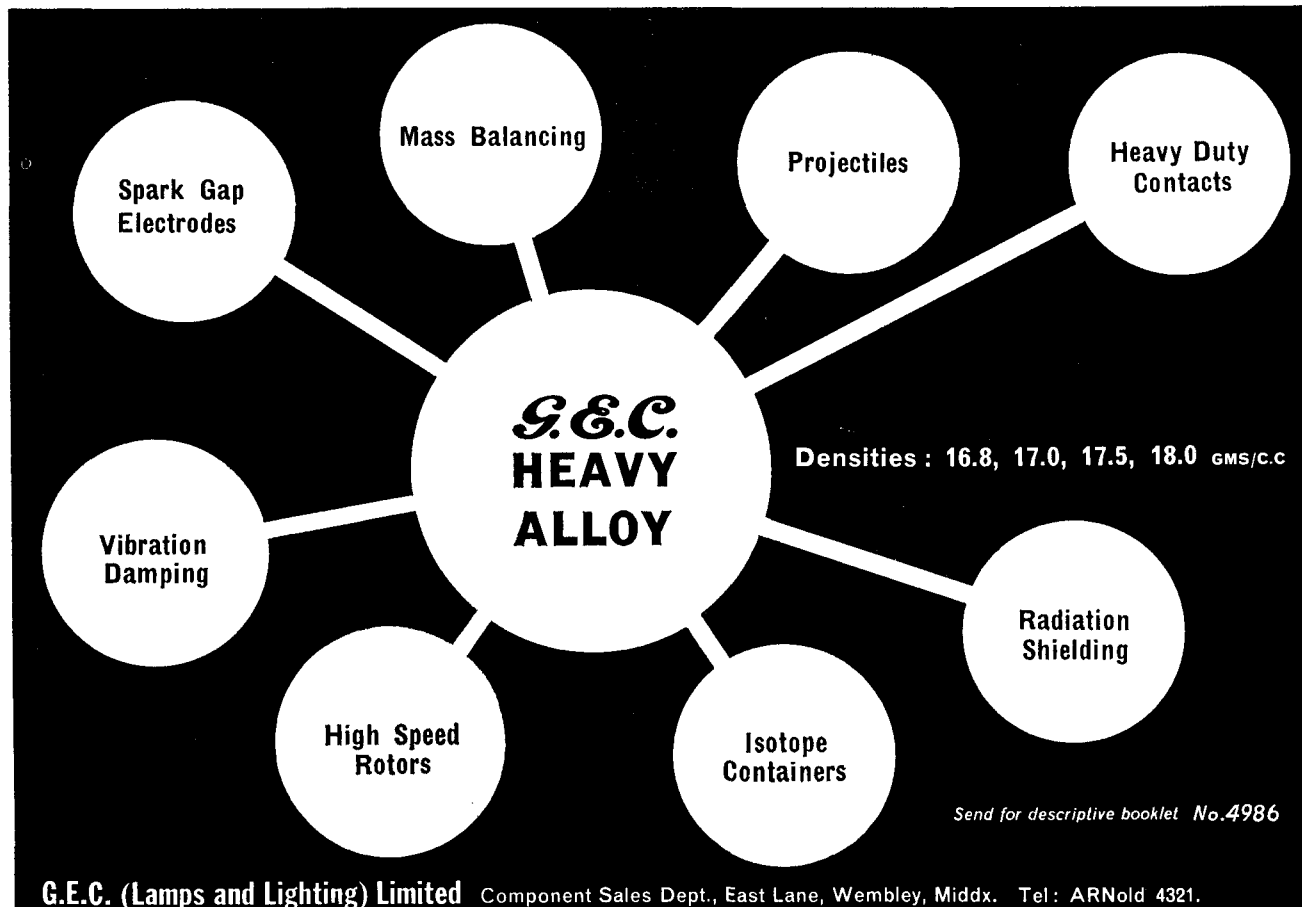 Mass Balancing
Projectiles
Heavy Duty
Contacts
Spark Gap
Electrodes
G.E.C.
HEAVY
ALLOY
Densities : 16.8, 17.0, 17.5, 18.0 GMS/C.C
Vibration
Damping
Radiation
Shielding
High Speed
Rotors
Isotope
Containers
Send for descriptive booklet No.4986
G.E.C. (Lamps and Lighting) Limited Component Sales Dept., East Lane, Wembley, Middx. Tel: ARNold 4321.